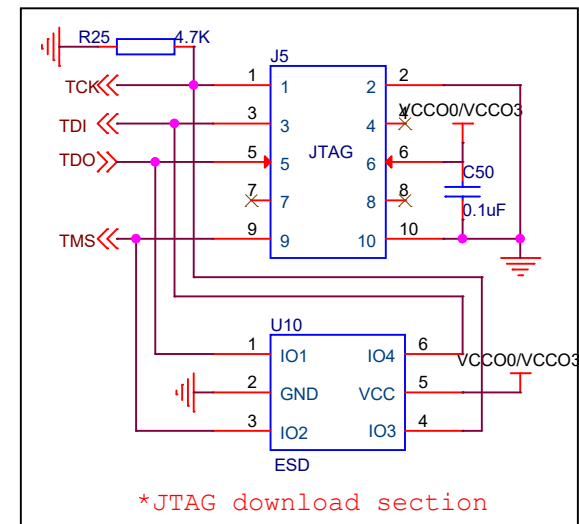 R25 4.7K
J5
TCK 1 1 2 2
VCCO0/VCCO3
TDI 3 3 4 4
JTAG
TDO 5 5 6 6
C50
7 7 8 8
0.1uF
TMS 9 9 10 10
U10
1 IO1 IO4 6
VCCO0/VCCO3
2 GND VCC 5
3 IO2 IO3 4
ESD
*JTAG download section